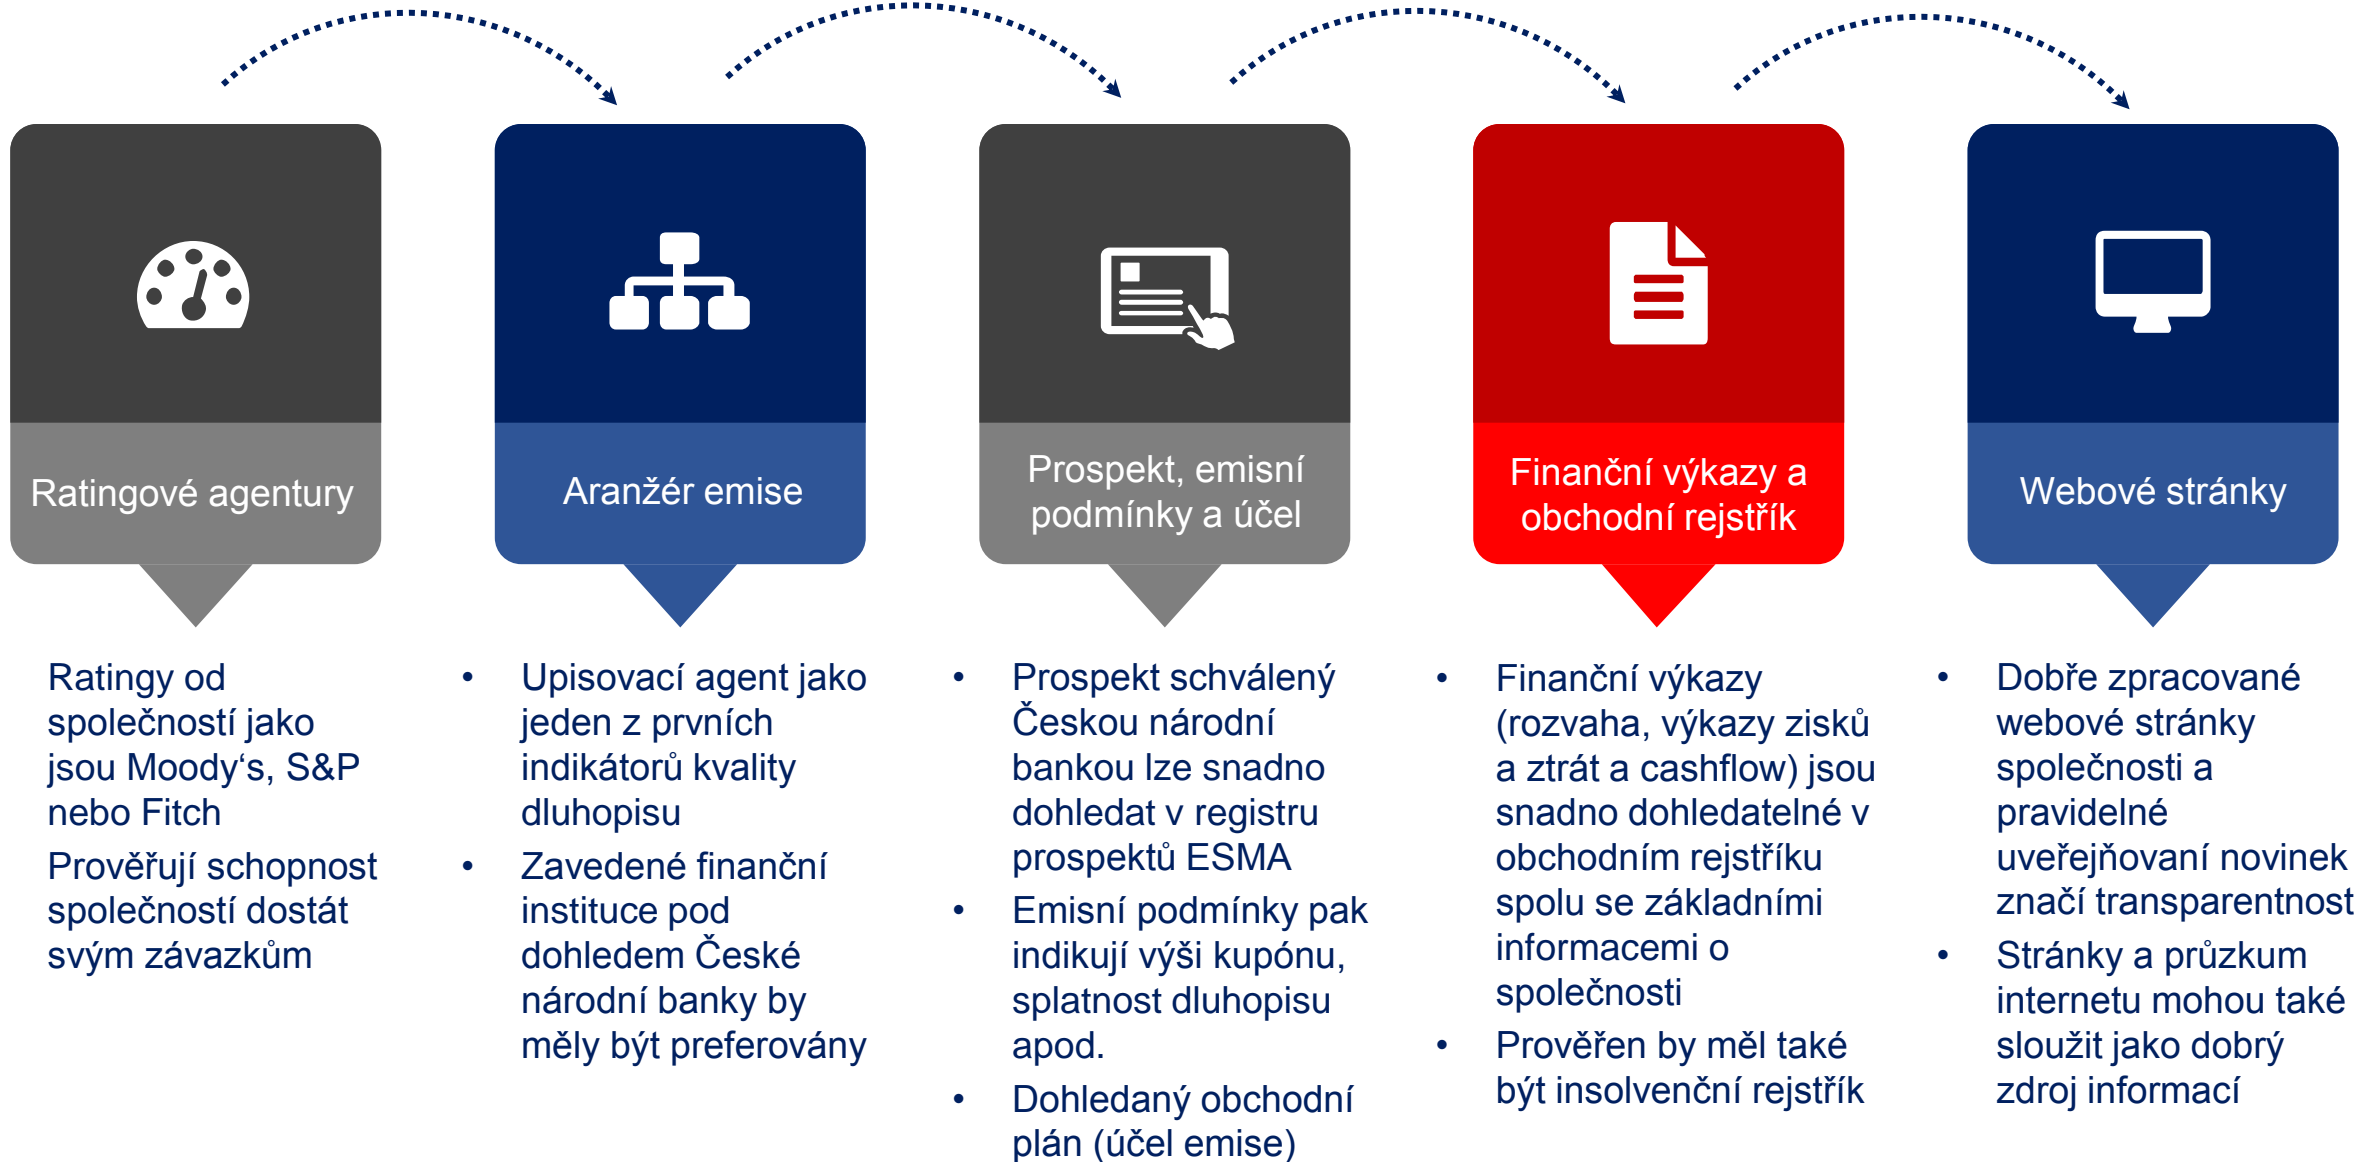 Ratingové agentury
Aranžér emise
Prospekt, emisní
podmínky a účel
Finanční výkazy a
obchodní rejstřík
Webové stránky
Ratingy od
společností jako
jsou Moody‘s, S&P
nebo Fitch
Prověřují schopnost
společností dostát
svým závazkům
• Upisovací agent jako
jeden z prvních
indikátorů kvality
dluhopisu
• Zavedené finanční
instituce pod
dohledem České
národní banky by
měly být preferovány
• Prospekt schválený
Českou národní
bankou lze snadno
dohledat v registru
prospektů ESMA
• Emisní podmínky pak
indikují výši kupónu,
splatnost dluhopisu
apod.
• Dohledaný obchodní
plán (účel emise)
• Finanční výkazy
(rozvaha, výkazy zisků
a ztrát a cashflow) jsou
snadno dohledatelné v
obchodním rejstříku
spolu se základními
informacemi o
společnosti
• Prověřen by měl také
být insolvenční rejstřík
• Dobře zpracované
webové stránky
společnosti a
pravidelné
uveřejňovaní novinek
značí transparentnost
• Stránky a průzkum
internetu mohou také
sloužit jako dobrý
zdroj informací